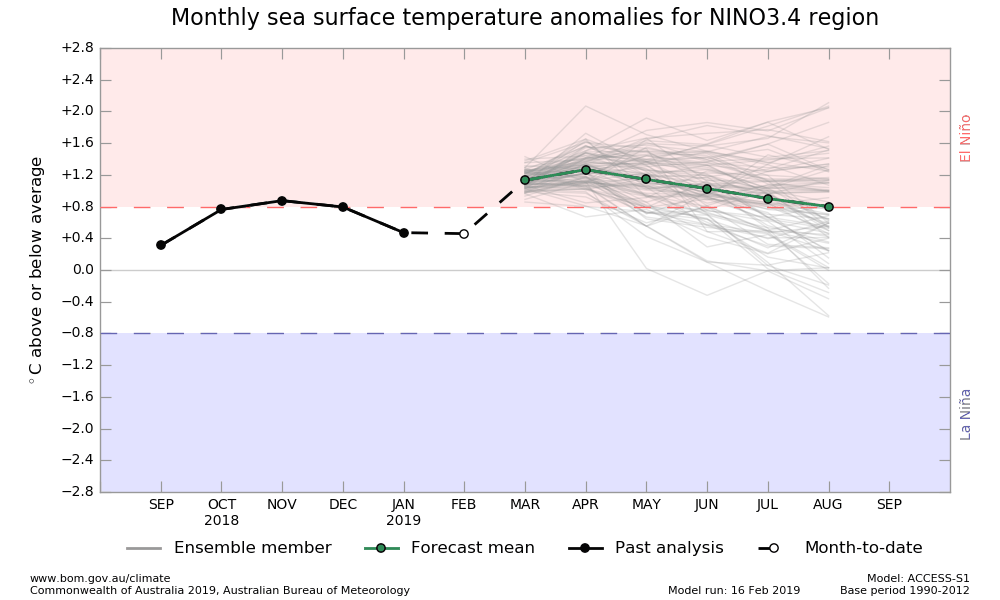 Monthly sea surface temperature anomalies for NINO3.4 region
°C above or below average
+2.8
+2.4
+2.0
+1.6
+1.2
+0.8
+0.4
0.0
−0.4
−0.8
−1.2
−1.6
−2.0
−2.4
−2.8
El Niño
La Niña
SEP OCT NOV DEC JAN FEB MAR APR MAY JUN JUL AUG SEP
2018 2019
Ensemble member Forecast mean Past analysis Month-to-date
www.bom.gov.au/climate Model: ACCESS-S1
Commonwealth of Australia 2019, Australian Bureau of Meteorology Model run: 16 Feb 2019 Base period 1990-2012